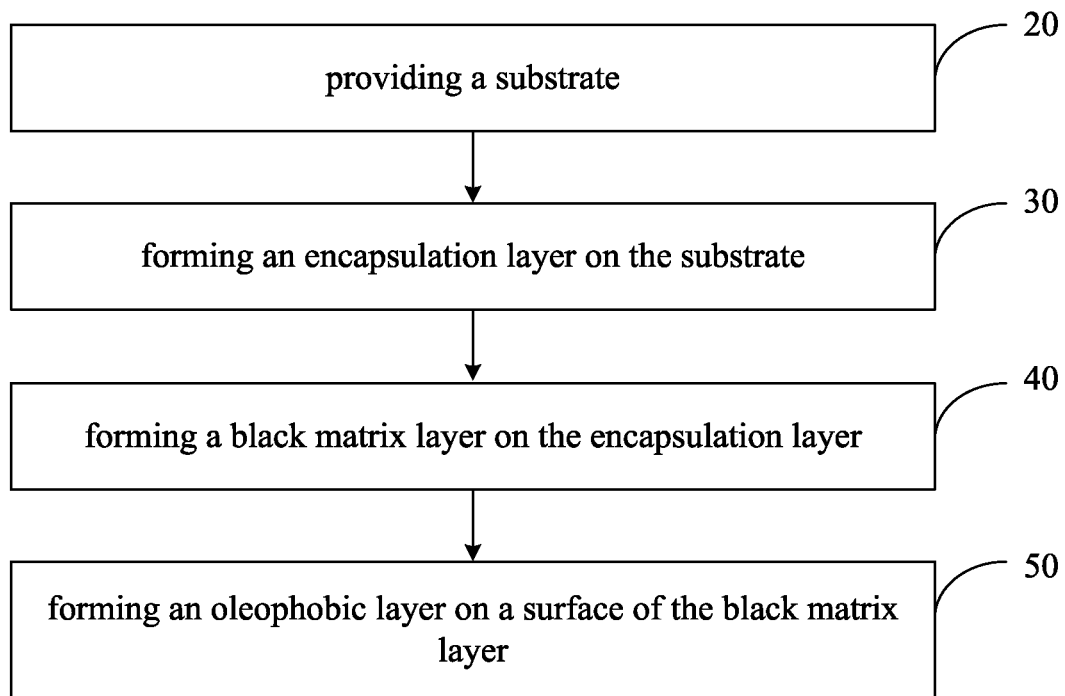 20
providing a substrate
30
forming an encapsulation layer on the substrate
40
forming a black matrix layer on the encapsulation layer
50
forming an oleophobic layer on a surface of the black matrix
layer